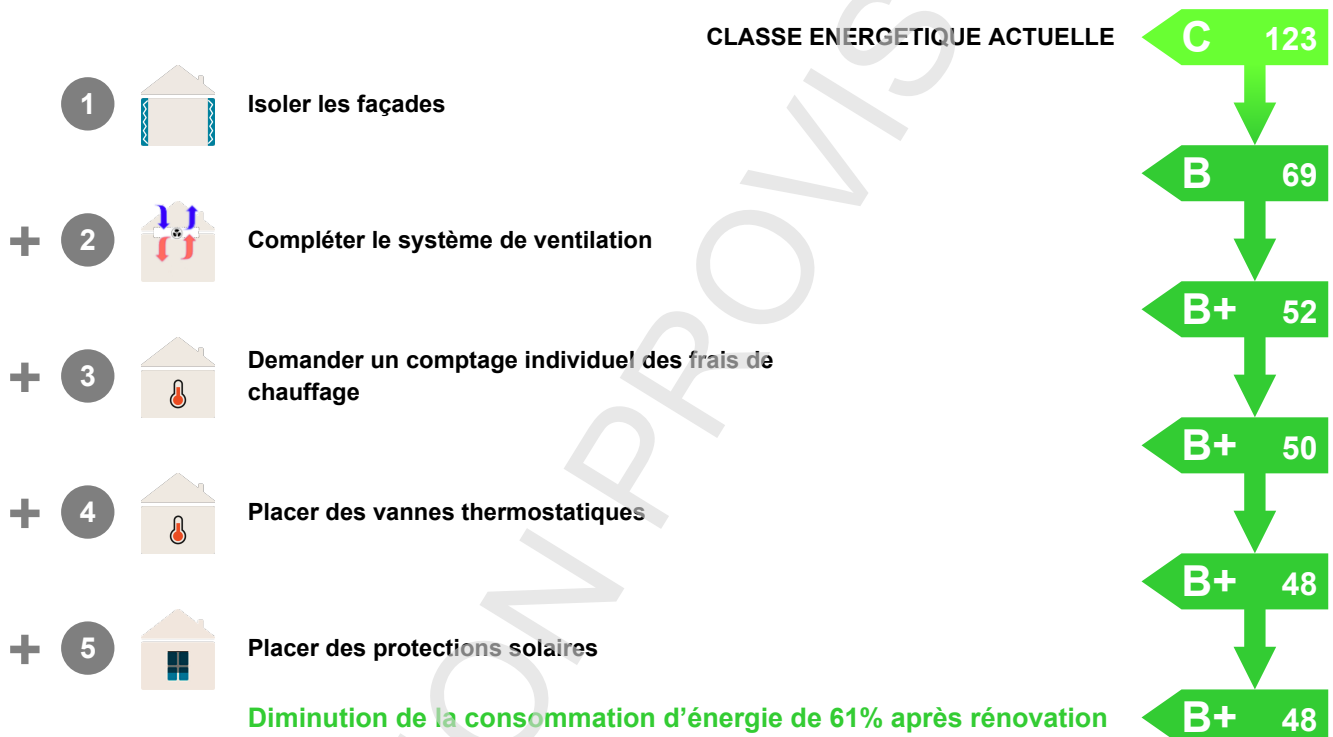 CLASSE ENERGETIQUE ACTUELLE C 123
1 Isoler les façades
B 69
+ 2 Compléter le système de ventilation
B+ 52
+ 3 Demander un comptage individuel des frais de
chauffage
B+ 50
+ 4 Placer des vannes thermostatiques
B+ 48
+ 5 Placer des protections solaires
Diminution de la consommation d’énergie de 61% après rénovation B+ 48
ON PROVIS